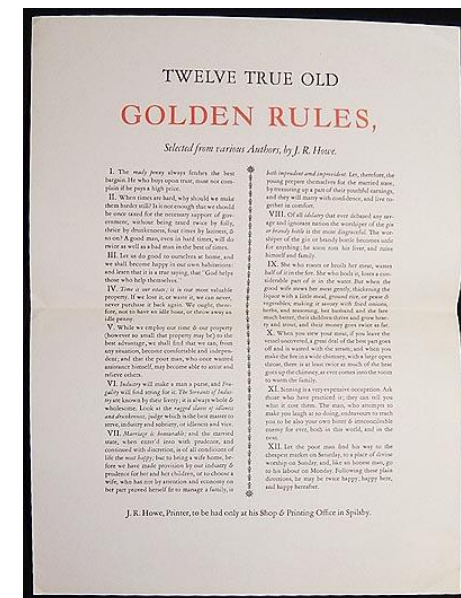 TWELVE TRUE OLD
GOLDEN RULES,
Selected from various Authors, by J. R. Howe.
I. The ready penny always fetches the best
bargain. He who buys upon trust, must not com-
plain if he pays a high price.
II. When times are hard, why should we make
them harder still? Is it not enough that we should
be once taxed for the necessary support of gov-
ernment, without being taxed twice by folly,
thrice by drunkenness, four times by laziness, &
so on? A good man, even in hard times, will do
twice as well as a bad man in the best of times.
III. Let us do good to ourselves at home, and
we shall become happy in our own habitations:
and learn that it is a true saying, that "God helps
those who help themselves."
IV. Time is our estate; it is our most valuable
property. If we lose it, or waste it, we can never,
never purchase it back again. We ought, there-
fore, not to have an idle hour, or throw away an
idle penny.
V. While we employ our time & our property
(however so small that property may be) to the
best advantage, we shall find that we can, from
any situation, become comfortable and indepen-
dent; and that the poor man, who once wanted
assistance himself, may become able to assist and
relieve others.
VI. Industry will make a man a purse, and Fru-
gality will find strings for it. The Servants of Indus-
try are known by their livery; it is always whole &
wholesome. Look at the ragged slaves of idleness
and drunkenness, judge which is the best master to
serve, industry and sobriety, or idleness and vice.
VII. Marriage is honourable; and the married
state, when enter'd into with prudence, and
continued with discretion, is of all conditions of
life the most happy; but to bring a wife home, be-
fore we have made provision by our industry &
prudence for her and her children, or to choose a
wife, who has not by attention and economy on
her part proved herself fit to manage a family, is
both imprudent and improvident. Let, therefore, the
young prepare themselves for the married state,
by treasuring up a part of their youthful earnings,
and they will marry with confidence, and live to-
gether in comfort.
VIII. Of all idolatry that ever debased any sav-
age and ignorant nation the worship of the gin
or brandy bottle is the most disgraceful. The wor-
shiper of the gin or brandy bottle becomes unfit
for anything; he soon ruins his liver, and ruins
himself and family.
IX. She who roasts or broils her meat, wastes
half of it in the fire. She who boils it, loses a con-
siderable part of it in the water. But when the
good wife stews her meat gently, thickening the
liquor with a little meal, ground rice, or pease &
vegetables; making it savory with fried onions,
herbs, and seasoning, her husband and she fare
much better, their children thrive and grow hear-
ty and stout, and their money goes twice as far.
X. When you stew your meat, if you leave the
vessel uncovered, a great deal of the best part goes
off and is wasted with the steam; and when you
make the fire in a wide chimney, with a large open
throat, there is at least twice as much of the heat
goes up the chimney, as ever comes into the room
to warm the family.
XI. Sinning is a very expensive occupation. Ask
those who have practiced it; they can tell you
what it cost them. The man, who attempts to
make you laugh at so doing, endeavours to teach
you to be also your own bitter & irreconcilable
enemy for ever, both in this world, and in the
next.
XII. Let the poor man find his way to the
cheapest market on Saturday, to a place of divine
worship on Sunday, and, like an honest man, go
to his labour on Monday. Following these plain
directions, he may be twice happy; happy here,
and happy hereafter.
J. R. Howe, Printer, to be had only at his Shop & Printing Office in Spilsby.